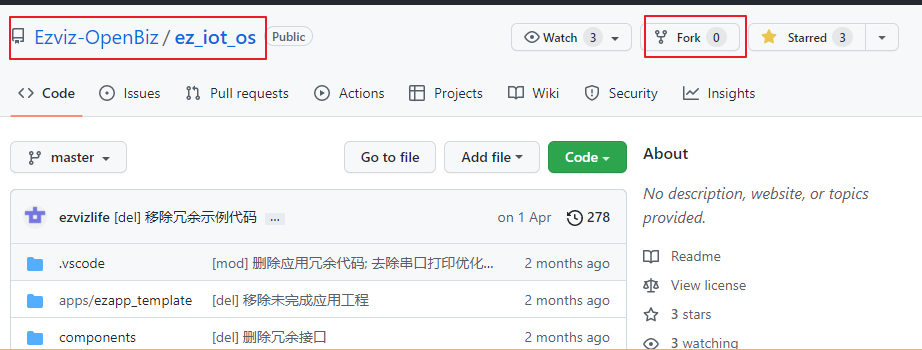 Ezviz-OpenBiz / ez_iot_os Public Watch 3 Fork 0 Starred 3
Code Issues Pull requests Actions Projects Wiki Security Insights
master Go to file Add file Code
About
No description, website, or topics
provided.
ezvizlife [del] 移除冗余示例代码 ... on 1 Apr 278
.vscode [mod] 删除应用冗余代码; 去除串口打印优化... 2 months ago
apps/ezapp_template [del] 移除未完成应用工程 2 months ago
components [del] 删除冗余接口 2 months ago
Readme
View license
3 stars
3 watching